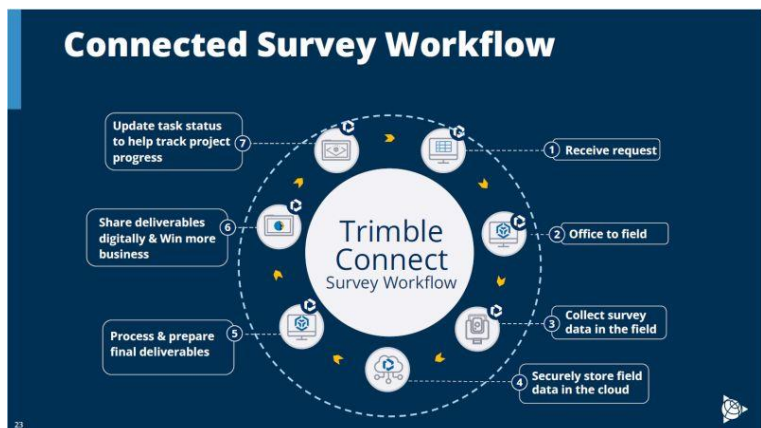 Connected Survey Workflow
Update task status
to help track project
progress
7
1
Receive request
Share deliverables
digitally & Win more
business
6
Trimble
Connect
Survey Workflow
2
Office to field
Process & prepare
final deliverables
5
3
Collect survey
data in the field
4
Securely store field
data in the cloud
23